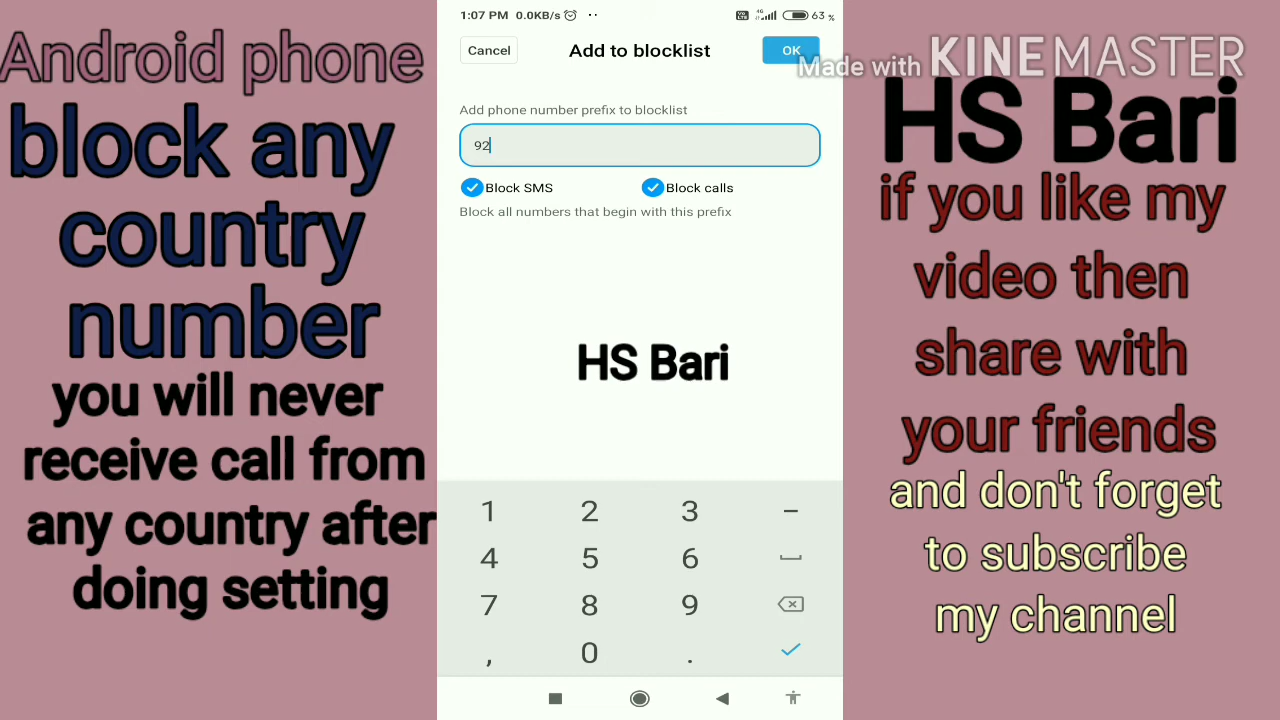 Android phone
block any
country
number
you will never
receive call from
any country after
doing setting
1:07 PM 0.0KB/s
4G 63 %
Cancel Add to blocklist OK
Add phone number prefix to blocklist
92
Block SMS Block calls
Block all numbers that begin with this prefix
HS Bari
1 2 3 -
4 5 6
7 8 9
, 0 .
Made with KINEMASTER
HS Bari
if you like my
video then
share with
your friends
and don't forget
to subscribe
my channel